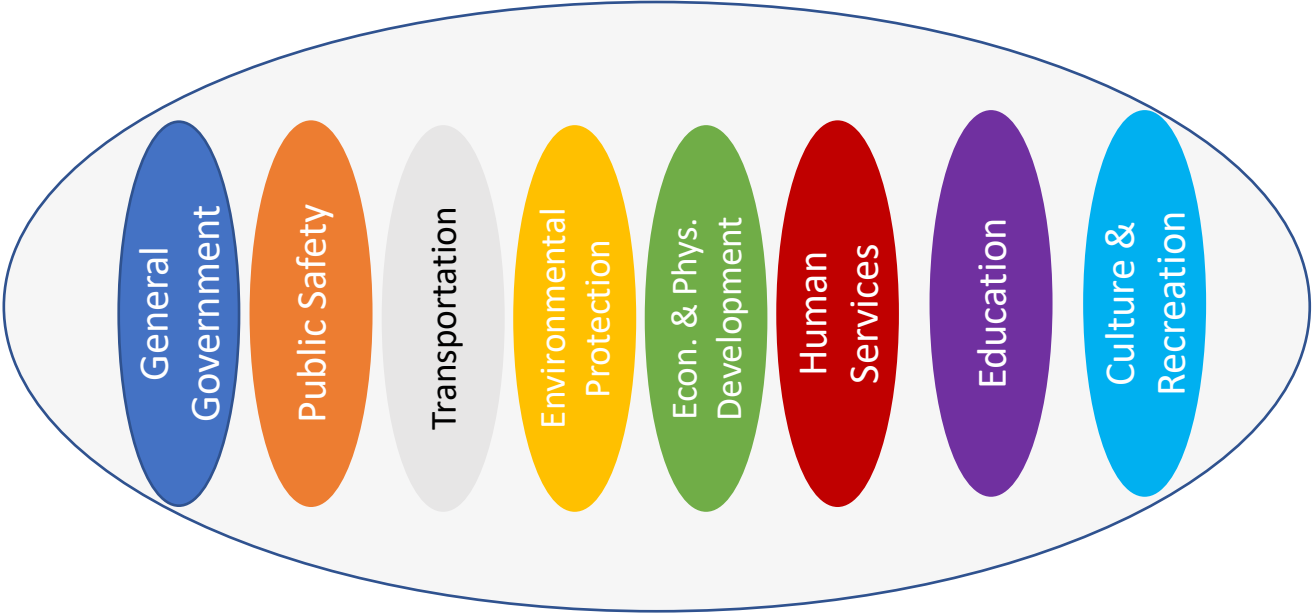 General
Government
Public Safety
Transportation
Environmental
Protection
Econ. & Phys.
Development
Human
Services
Education
Culture &
Recreation